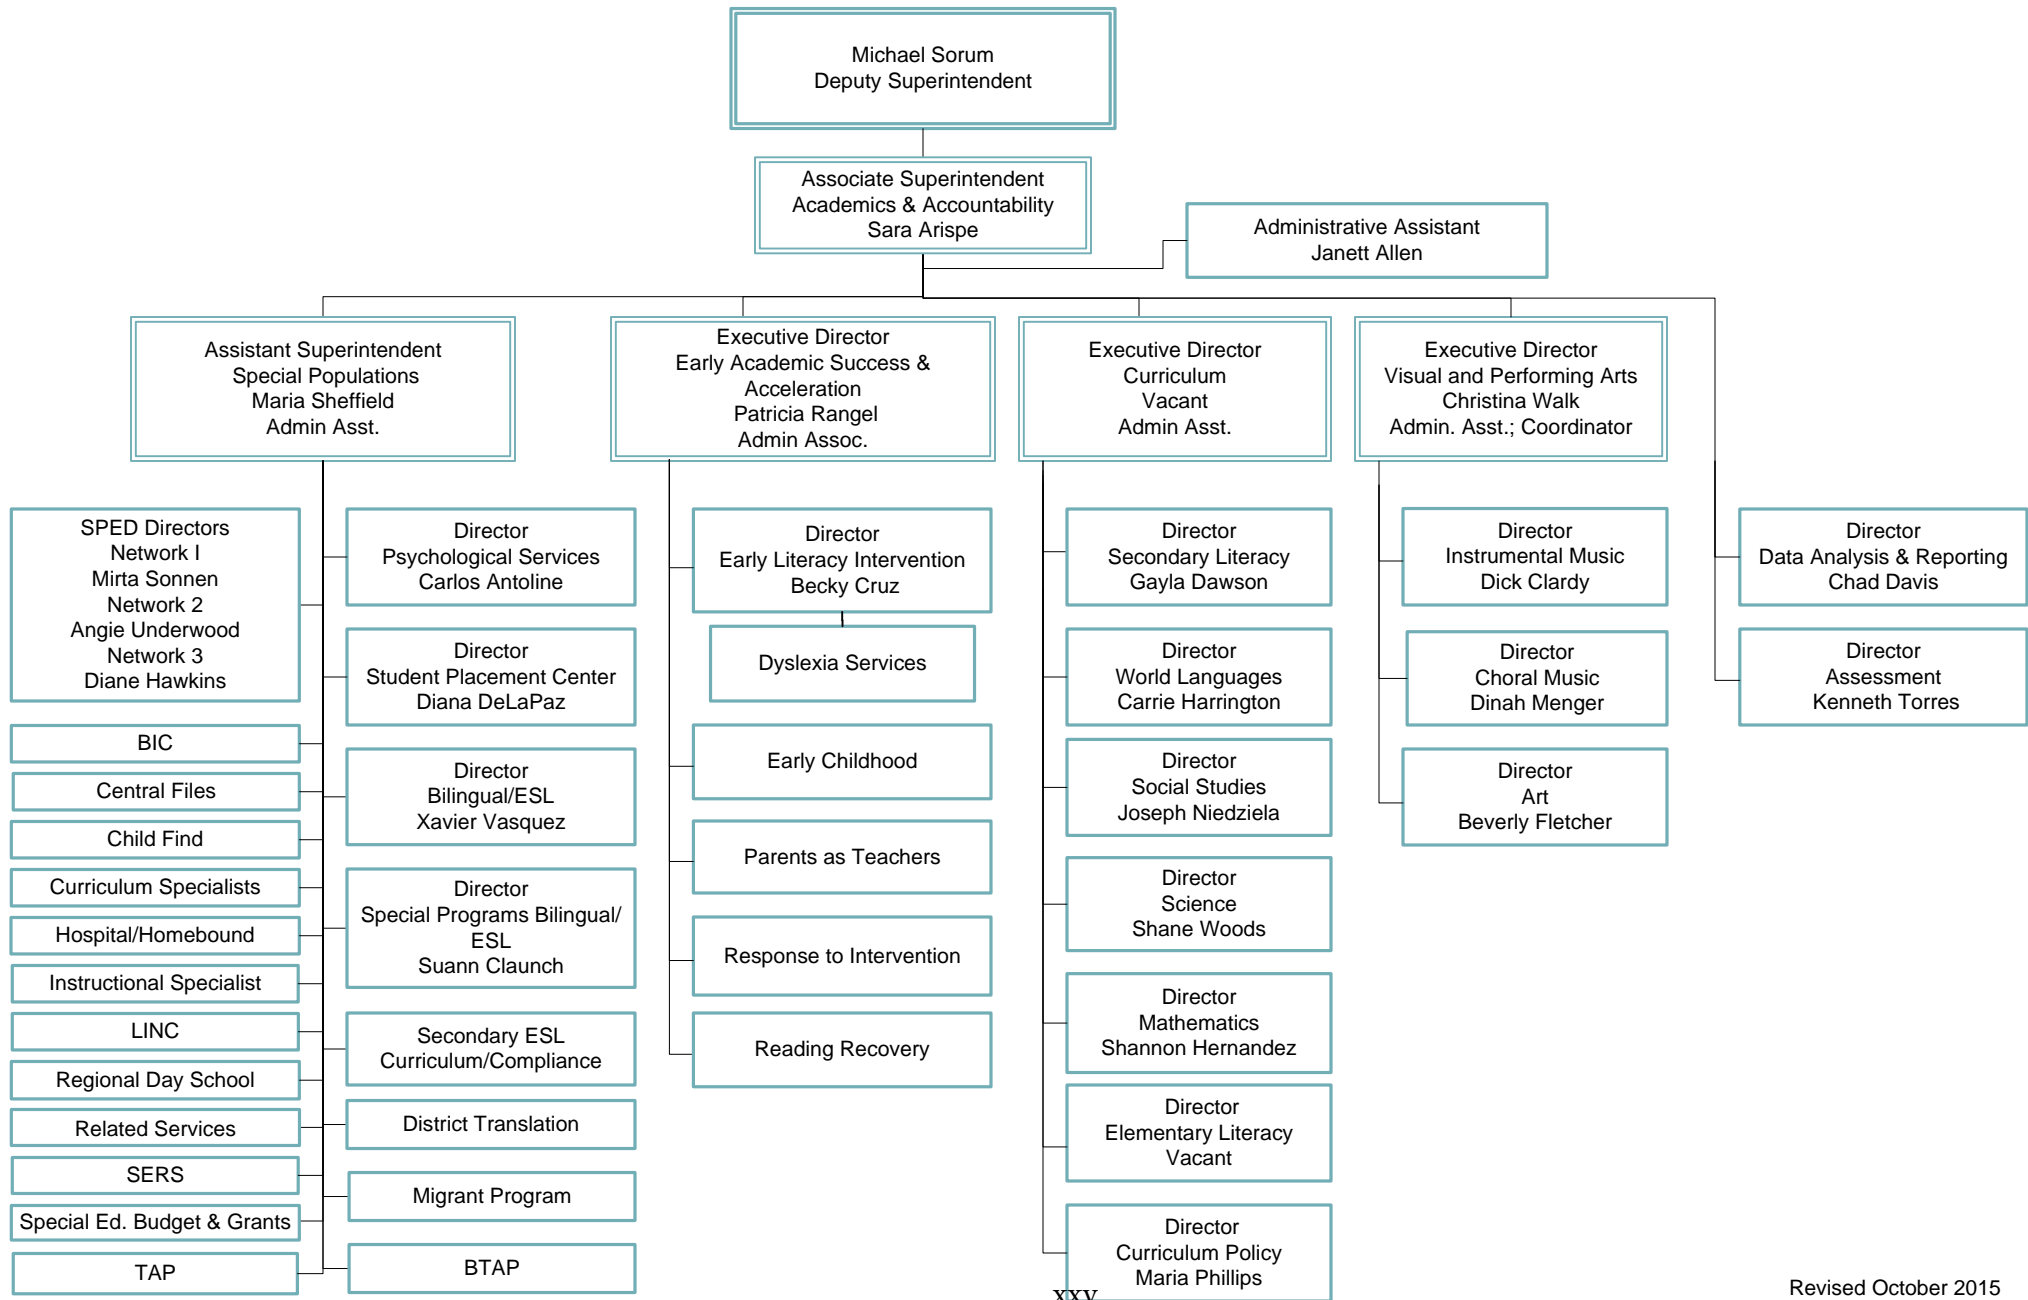 Michael Sorum
Deputy Superintendent
Associate Superintendent
Academics & Accountability
Sara Arispe
Administrative Assistant
Janett Allen
Assistant Superintendent
Special Populations
Maria Sheffield
Admin Asst.
Executive Director
Early Academic Success &
Acceleration
Patricia Rangel
Admin Assoc.
Executive Director
Curriculum
Vacant
Admin Asst.
Executive Director
Visual and Performing Arts
Christina Walk
Admin. Asst.; Coordinator
SPED Directors
Network I
Mirta Sonnen
Network 2
Angie Underwood
Network 3
Diane Hawkins
BIC
Central Files
Child Find
Curriculum Specialists
Hospital/Homebound
Instructional Specialist
LINC
Regional Day School
Related Services
SERS
Special Ed. Budget & Grants
TAP
Director
Psychological Services
Carlos Antoline
Director
Student Placement Center
Diana DeLaPaz
Director
Bilingual/ESL
Xavier Vasquez
Director
Special Programs Bilingual/
ESL
Suann Claunch
Secondary ESL
Curriculum/Compliance
District Translation
Migrant Program
BTAP
Director
Early Literacy Intervention
Becky Cruz
Dyslexia Services
Early Childhood
Parents as Teachers
Response to Intervention
Reading Recovery
Director
Secondary Literacy
Gayla Dawson
Director
World Languages
Carrie Harrington
Director
Social Studies
Joseph Niedziela
Director
Science
Shane Woods
Director
Mathematics
Shannon Hernandez
Director
Elementary Literacy
Vacant
Director
Curriculum Policy
Maria Phillips
Director
Instrumental Music
Dick Clardy
Director
Choral Music
Dinah Menger
Director
Art
Beverly Fletcher
Director
Data Analysis & Reporting
Chad Davis
Director
Assessment
Kenneth Torres
xxv
Revised October 2015